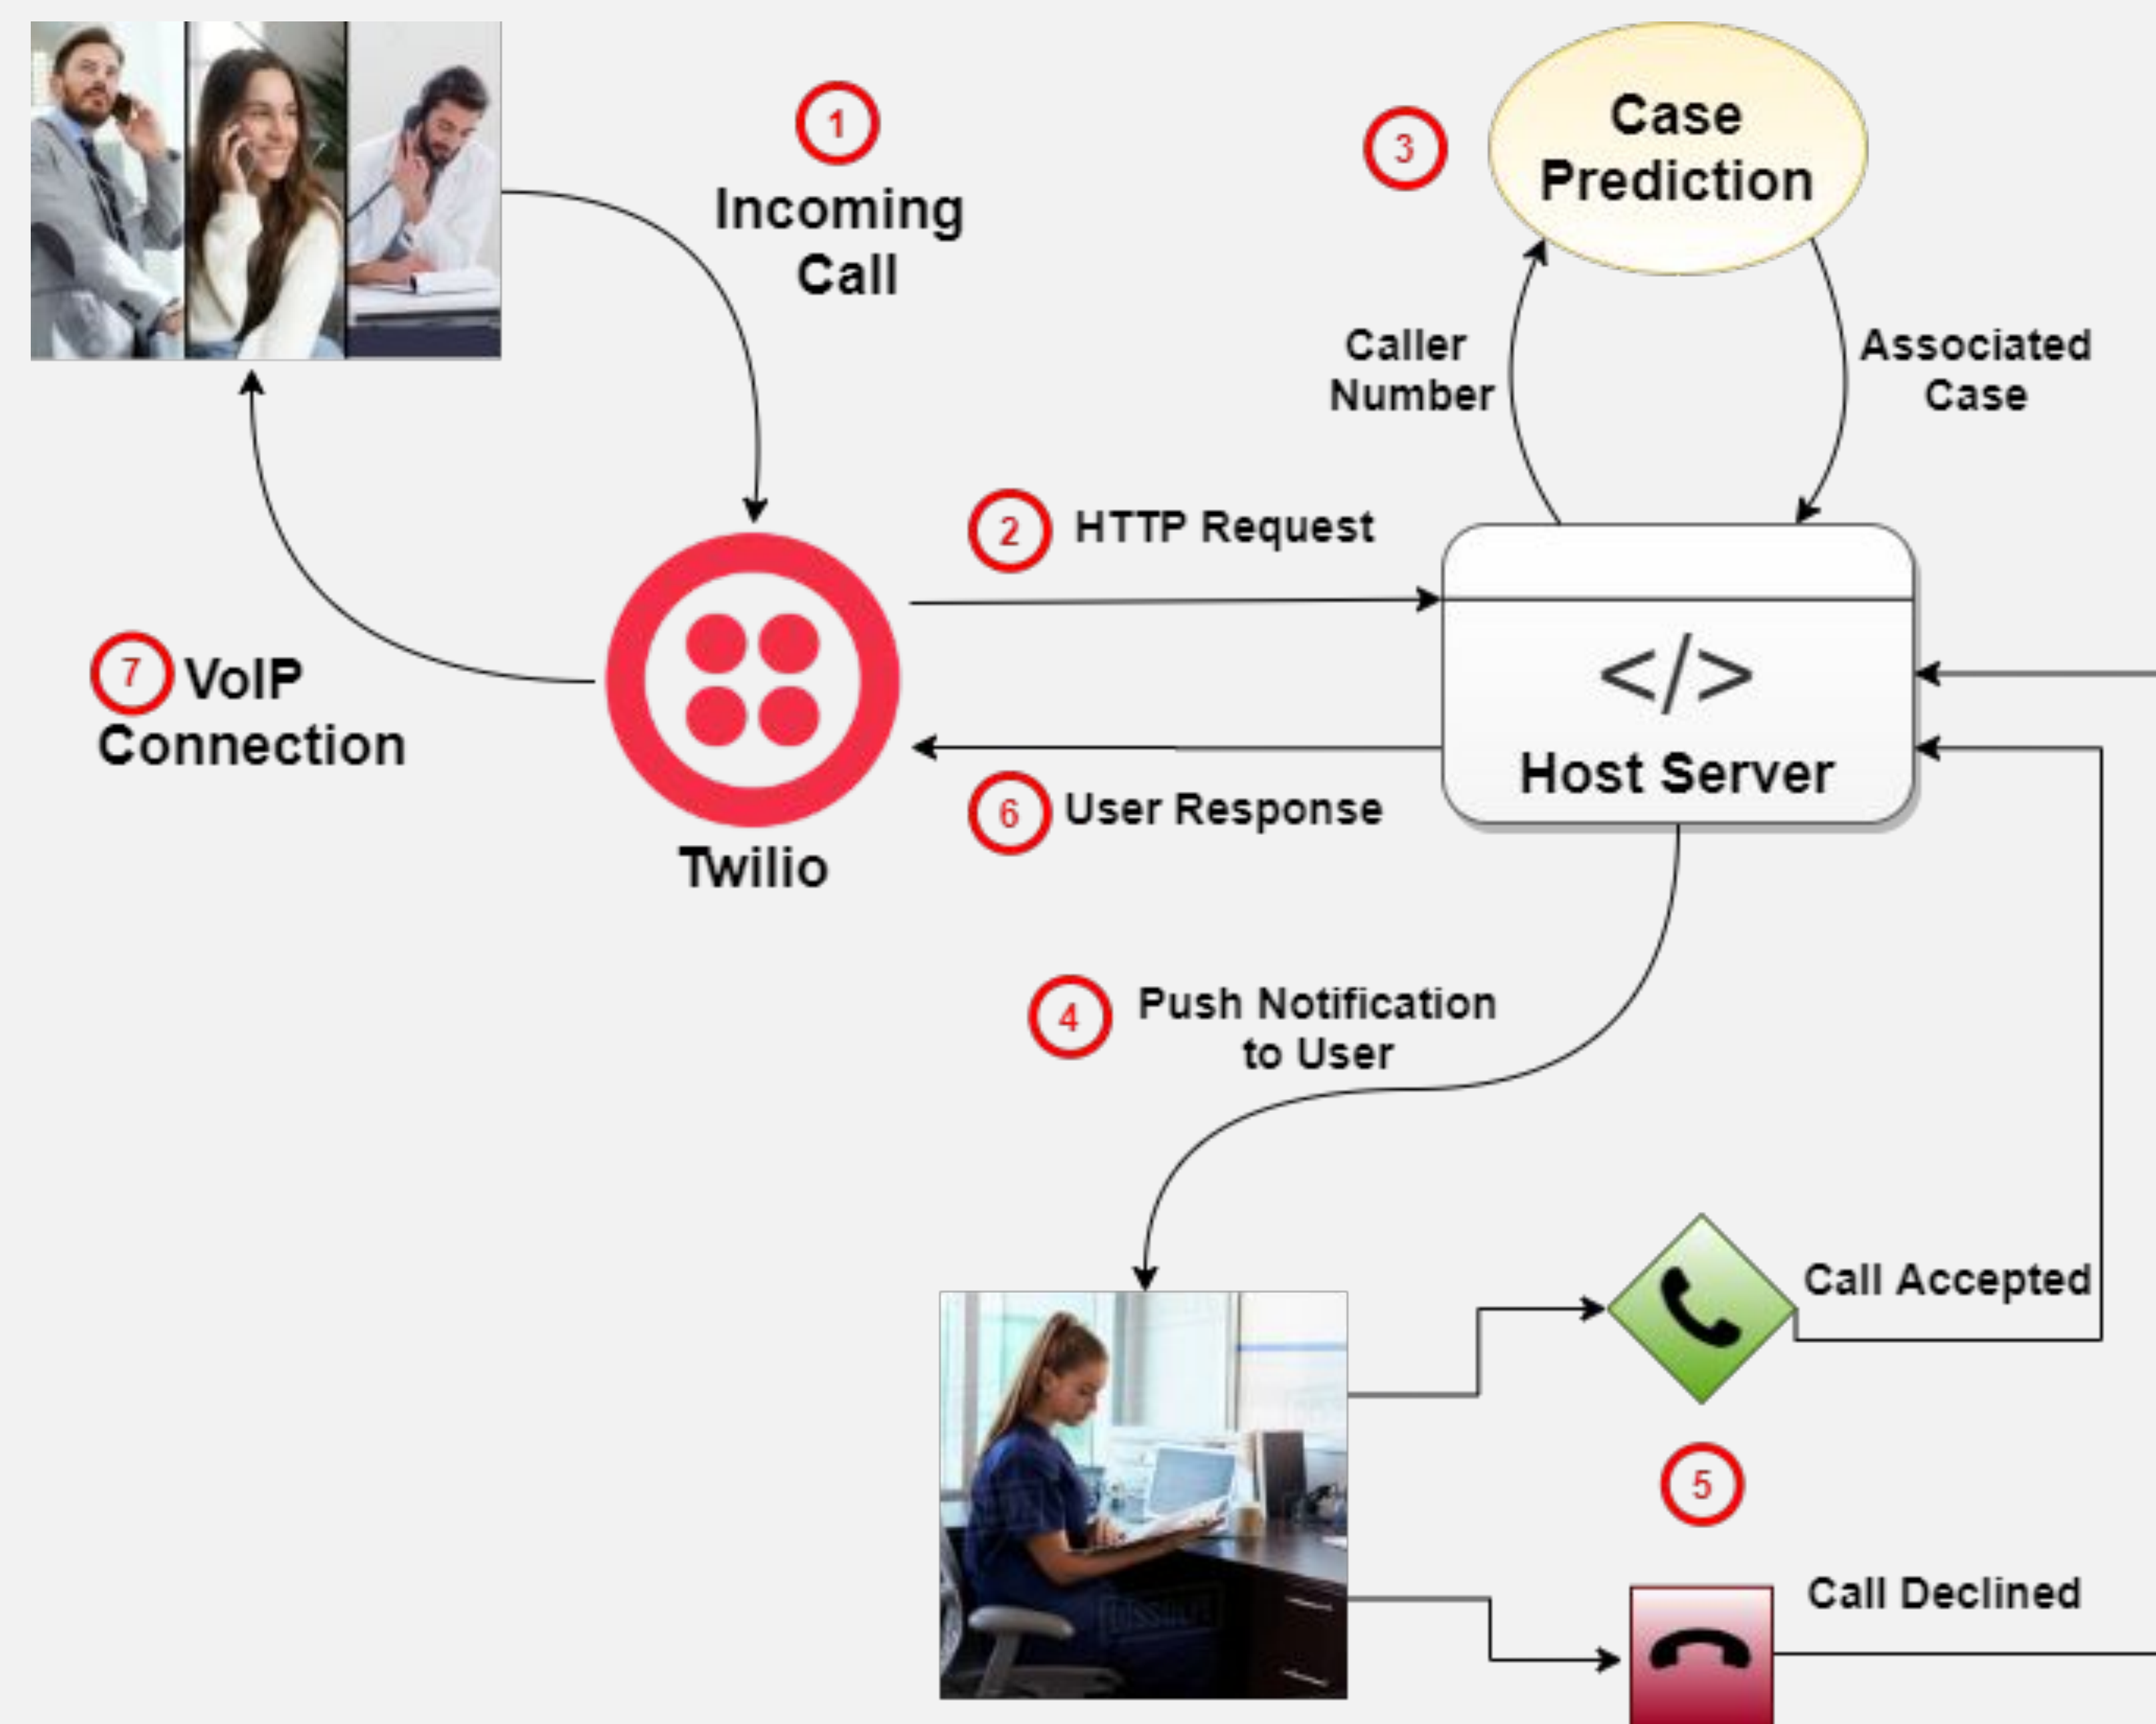 1
Incoming
Call
3
Case
Prediction
Caller
Number
Associated
Case
2 HTTP Request
7 VoIP
Connection
</>
Host Server
6 User Response
Twilio
4 Push Notification
to User
Call Accepted
5
Call Declined